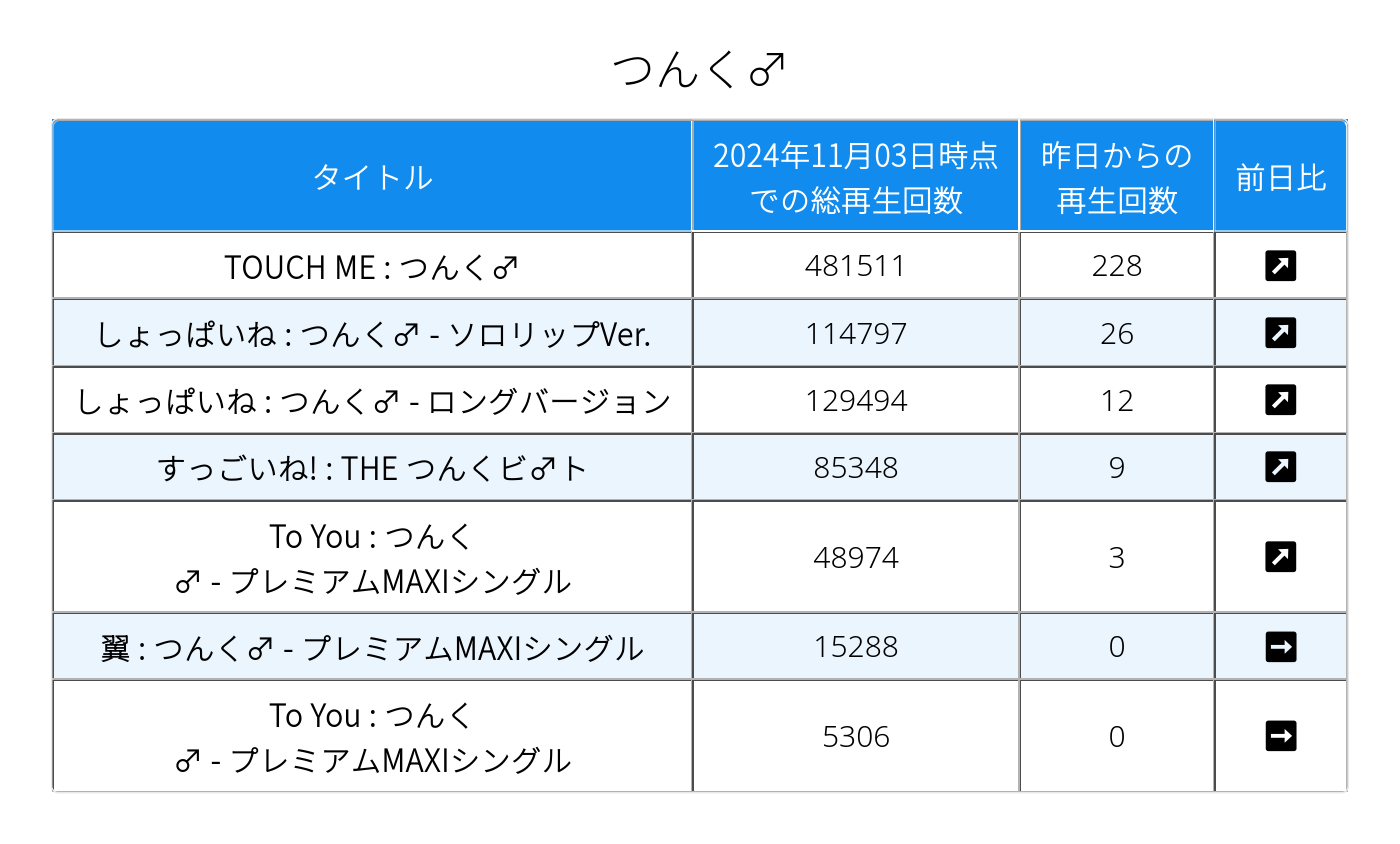 つんく♂
タイトル
2024年11月03日時点
での総再生回数
昨日からの
再生回数
前日比
TOUCH ME : つんく♂
481511
228
しょっぱいね : つんく♂ - ソロリップVer.
114797
26
しょっぱいね : つんく♂ - ロングバージョン
129494
12
すっごいね! : THE つんくビ♂ト
85348
9
To You : つんく
♂ - プレミアムMAXIシングル
48974
3
翼 : つんく♂ - プレミアムMAXIシングル
15288
0
To You : つんく
♂ - プレミアムMAXIシングル
5306
0